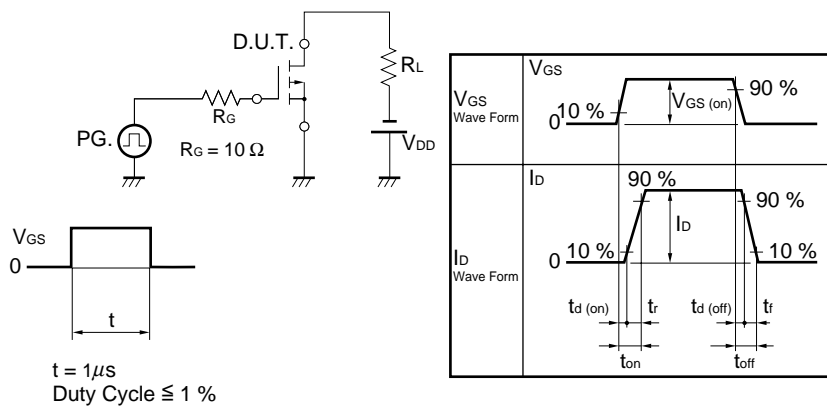 D.U.T.
RL
RG
PG.
RG = 10 Ω
VDD
VGS
0
t
t = 1μs
Duty Cycle ≦ 1 %
VGS
Wave Form
VGS
10 %
VGS (on)
90 %
0
ID
Wave Form
ID
90 %
90 %
ID
10 %
10 %
0
td (on)
tr
td (off)
tf
ton
toff